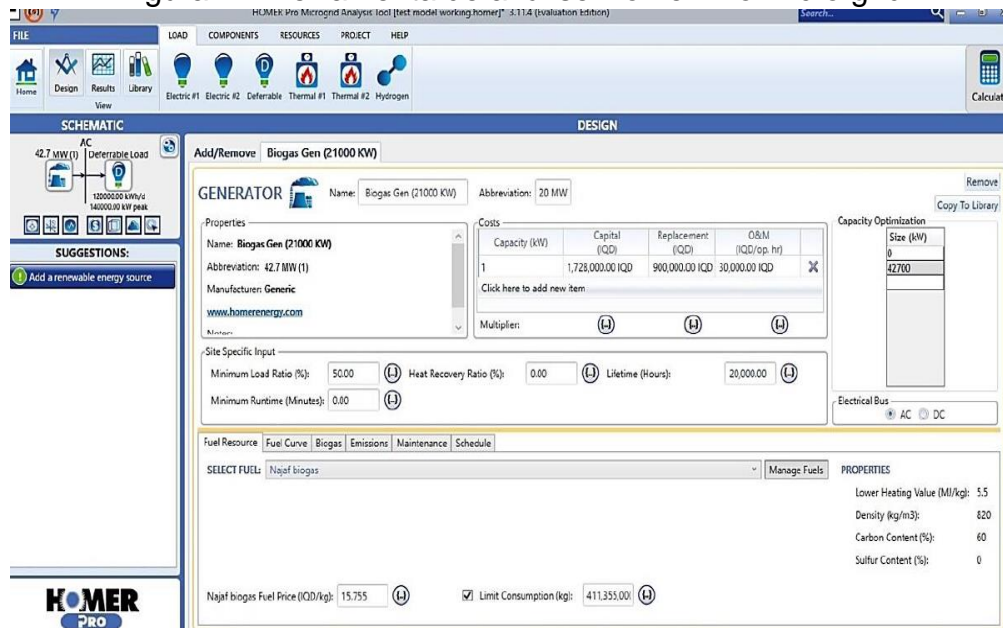 HOMER Pro Microgrid Analysis Tool [test model working.homer]* 3.11.4 (Evaluation Edition)
Search...
FILE
LOAD COMPONENTS RESOURCES PROJECT HELP
Home
Design
Results
Library
View
Electric #1
Electric #2
Deferrable
Thermal #1
Thermal #2
Hydrogen
Calculat
SCHEMATIC
DESIGN
AC
42.7 MW (1)
Deferrable Load
120000.00 kWh/d
140000.00 kW peak
SUGGESTIONS:
Add a renewable energy source
HOMER
PRO
Add/Remove Biogas Gen (21000 KW)
GENERATOR
Name: Biogas Gen (21000 KW)
Abbreviation: 20 MW
Remove
Copy To Library
Properties
Name: Biogas Gen (21000 KW)
Abbreviation: 42.7 MW (1)
Manufacturer: Generic
www.homerenergy.com
Costs
Capacity (kW) Capital (IQD) Replacement (IQD) O&M (IQD/op. hr)
1 1,728,000.00 IQD 900,000.00 IQD 30,000.00 IQD
Click here to add new item
Multiplier: (..) (..) (..)
Capacity Optimization
Size (kW)
0
42700
Site Specific Input
Minimum Load Ratio (%): 50.00 (..) Heat Recovery Ratio (%): 0.00 (..) Lifetime (Hours): 20,000.00 (..)
Minimum Runtime (Minutes): 0.00 (..)
Electrical Bus
AC DC
Fuel Resource Fuel Curve Biogas Emissions Maintenance Schedule
SELECT FUEL: Najaf biogas
Manage Fuels
PROPERTIES
Lower Heating Value (MJ/kg): 5.5
Density (kg/m3): 820
Carbon Content (%): 60
Sulfur Content (%): 0
Najaf biogas Fuel Price (IQD/kg): 15.755 (..) Limit Consumption (kg): 411,355,00 (..)